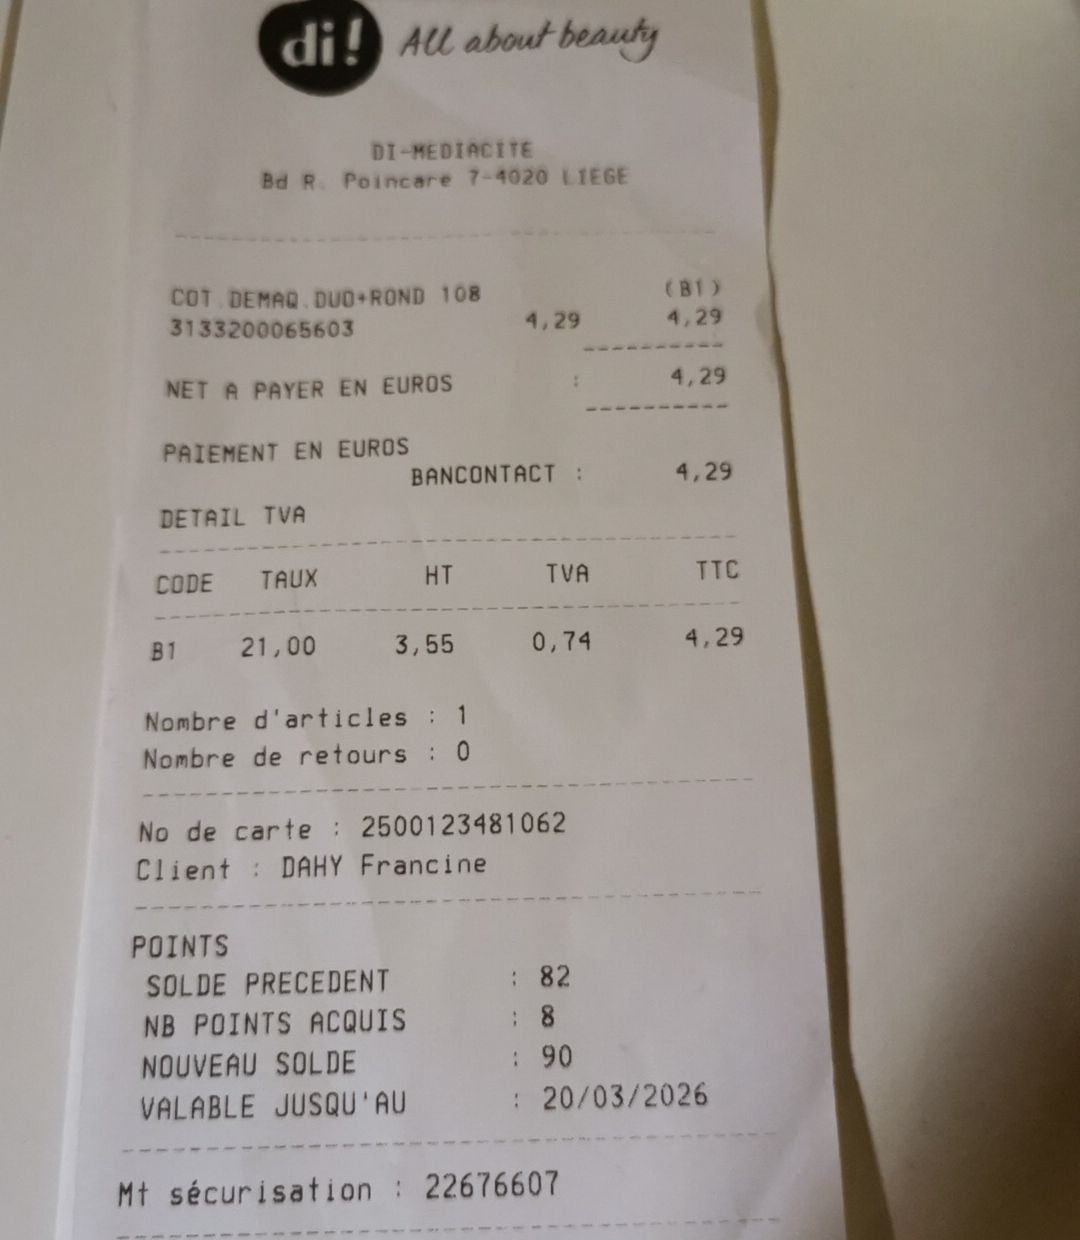 di! All about beauty
DI-MEDIACITE
Bd R. Poincare 7-4020 LIEGE
COT.DEMAQ.DUO+ROND 108 (B1)
3133200065603 4,29 4,29
NET A PAYER EN EUROS : 4,29
PAIEMENT EN EUROS
BANCONTACT : 4,29
DETAIL TVA
CODE TAUX HT TVA TTC
B1 21,00 3,55 0,74 4,29
Nombre d'articles : 1
Nombre de retours : 0
No de carte : 2500123481062
Client : DAHY Francine
POINTS
SOLDE PRECEDENT : 82
NB POINTS ACQUIS : 8
NOUVEAU SOLDE : 90
VALABLE JUSQU'AU : 20/03/2026
Mt sécurisation : 22676607